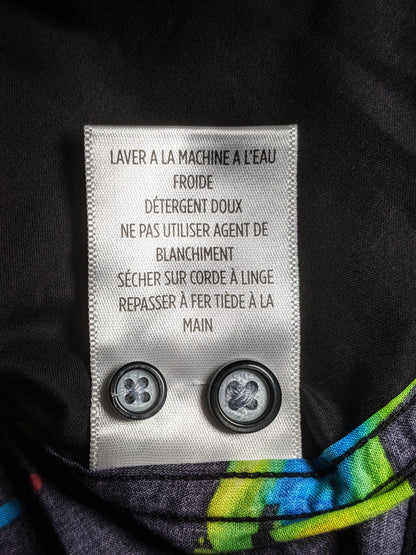 LAVER A LA MACHINE A L'EAU
FROIDE
DÉTERGENT DOUX
NE PAS UTILISER AGENT DE
BLANCHIMENT
SÉCHER SUR CORDE À LINGE
REPASSER À FER TIÈDE À LA
MAIN